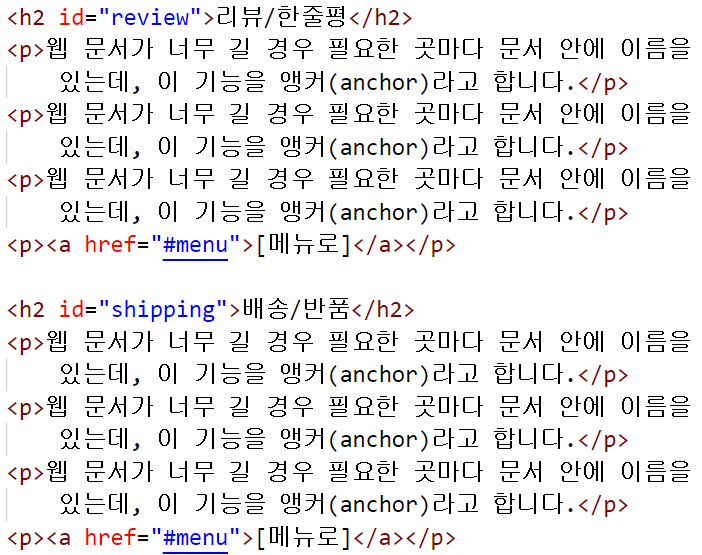 <h2 id="review">리뷰/한줄평</h2>
<p>웹 문서가 너무 길 경우 필요한 곳마다 문서 안에 이름을
있는데, 이 기능을 앵커(anchor)라고 합니다.</p>
<p>웹 문서가 너무 길 경우 필요한 곳마다 문서 안에 이름을
있는데, 이 기능을 앵커(anchor)라고 합니다.</p>
<p>웹 문서가 너무 길 경우 필요한 곳마다 문서 안에 이름을
있는데, 이 기능을 앵커(anchor)라고 합니다.</p>
<p><a href="#menu">[메뉴로]</a></p>
<h2 id="shipping">배송/반품</h2>
<p>웹 문서가 너무 길 경우 필요한 곳마다 문서 안에 이름을
있는데, 이 기능을 앵커(anchor)라고 합니다.</p>
<p>웹 문서가 너무 길 경우 필요한 곳마다 문서 안에 이름을
있는데, 이 기능을 앵커(anchor)라고 합니다.</p>
<p>웹 문서가 너무 길 경우 필요한 곳마다 문서 안에 이름을
있는데, 이 기능을 앵커(anchor)라고 합니다.</p>
<p><a href="#menu">[메뉴로]</a></p>